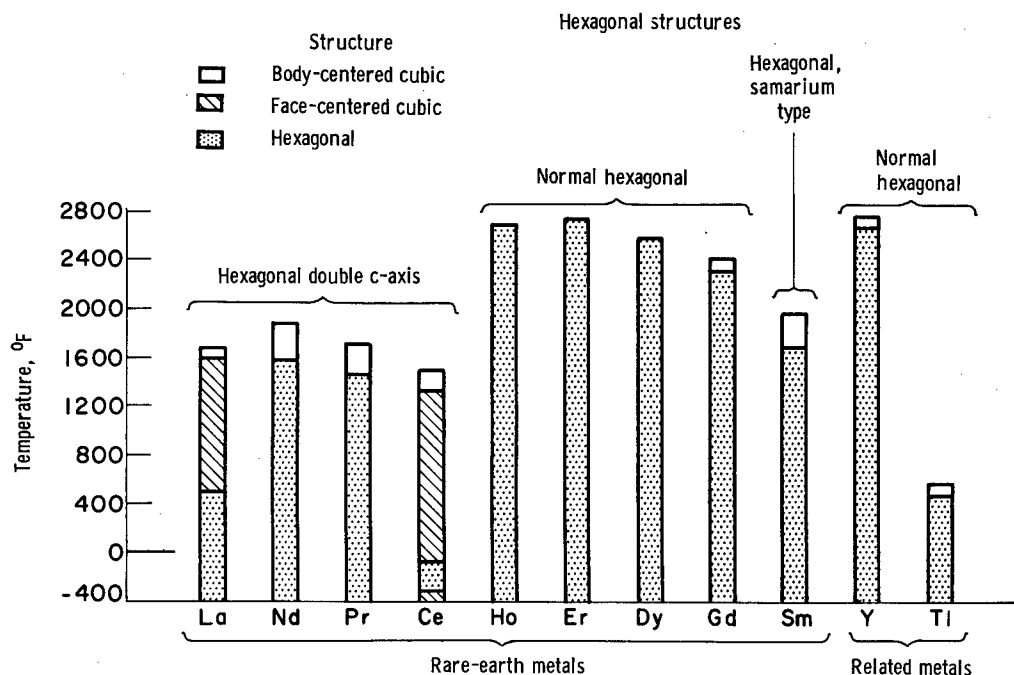 Hexagonal structures
Structure
Body-centered cubic
Face-centered cubic
Hexagonal
Hexagonal,
samarium
type
Normal hexagonal
Normal
hexagonal
Hexagonal double c-axis
Temperature, °F
2800
2400
2000
1600
1200
800
400
0
-400
La Nd Pr Ce Ho Er Dy Gd Sm Y Tl
Rare-earth metals
Related metals